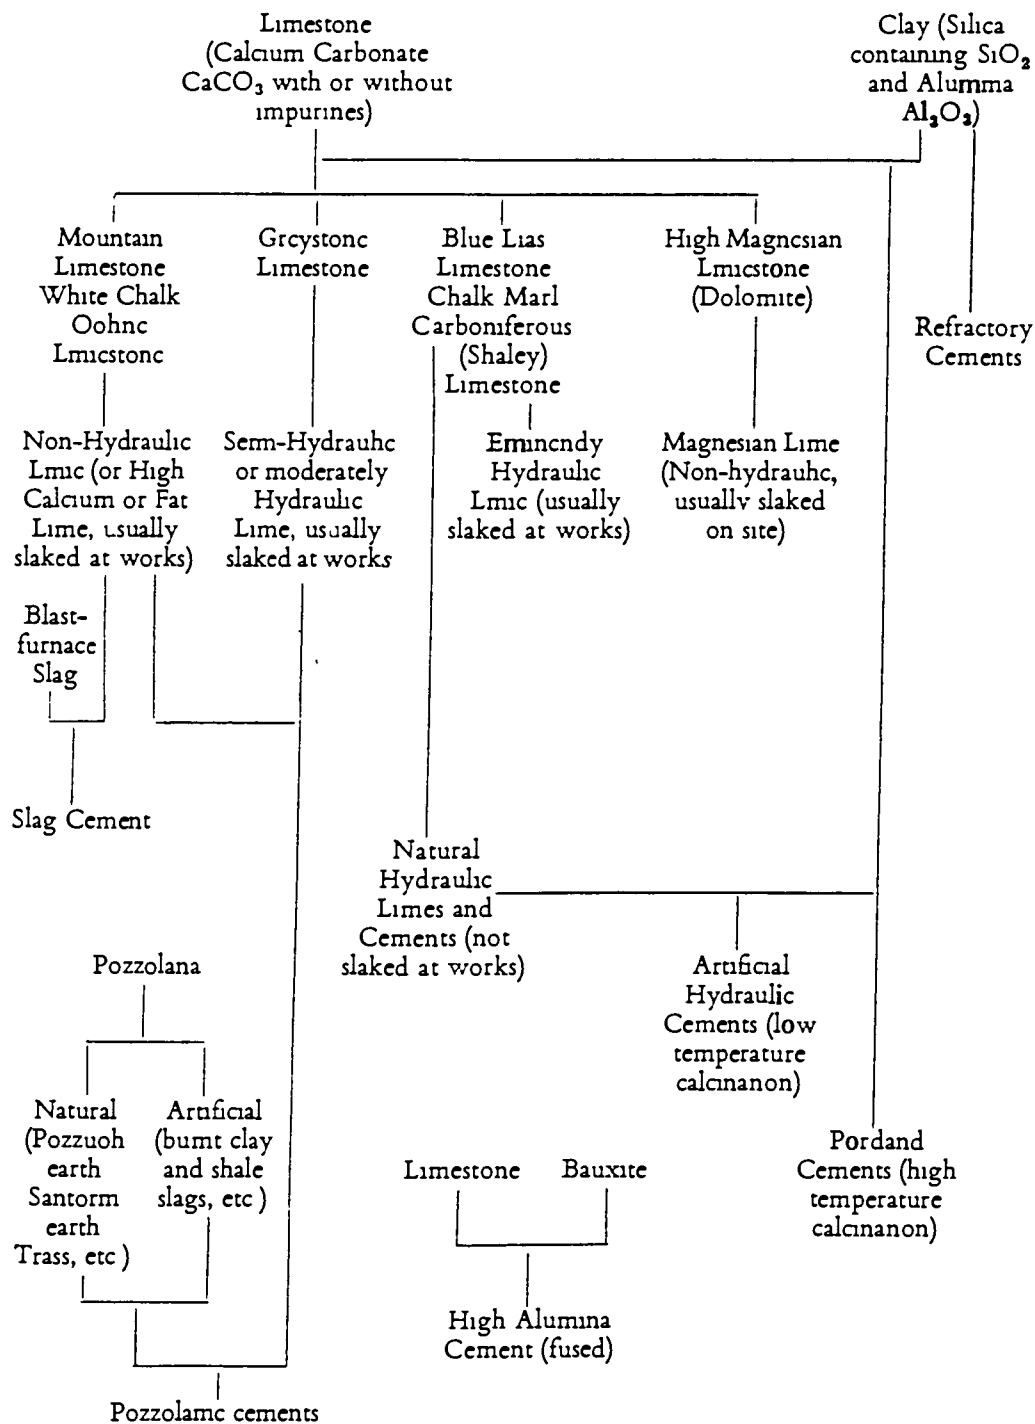 Limestone
(Calcium Carbonate
CaCO₃ with or without
impurines)
Clay (Silica
containing SiO₂
and Alumma
Al₂O₃)
Mountain
Limestone
White Chalk
Oohnc
Lmicstonc
Grcystonc
Limestone
Blue Lias
Limestone
Chalk Marl
Carboniferous
(Shaley)
Limestone
High Magncsian
Lmicstone
(Dolomite)
Refractory
Cements
Non-Hydraulic
Lmic (or High
Calcium or Fat
Lime, usually
slaked at works)
Semm-Hydrauhc
or moderately
Hydraulic
Lime, usually
slaked at works
Emincndy
Hydraulic
Lmic (usually
slaked at works)
Magnesian Lime
(Non-hydrauhc,
usually slaked
on site)
Blast-
furnace
Slag
Slag Cement
Natural
Hydraulic
Limes and
Cements (not
slaked at works)
Pozzolana
Artificial
Hydraulic
Cements (low
temperature
calcinanon)
Natural
(Pozzuoh
earth
Santorm
earth
Trass, etc )
Artificial
(bumt clay
and shale
slags, etc )
Limestone
Bauxite
Pordand
Cements (high
temperature
calcinanon)
High Alumina
Cement (fused)
Pozzolamc cements